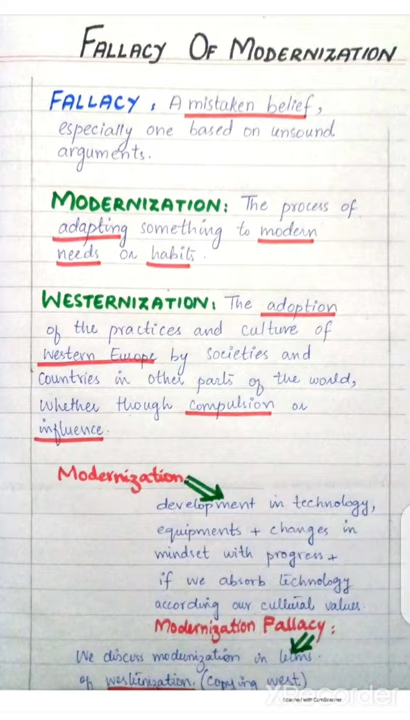 FALLACY OF MODERNIZATION
FALLACY : A mistaken belief,
especially one based on unsound
arguments.
MODERNIZATION: The process of
adapting something to modern
needs or habits.
WESTERNIZATION: The adoption
of the practices and culture of
Western Europe by societies and
countries in other parts of the world,
whether though compulsion or
influence.
Modernization
development in technology,
equipments + changes in
mindset with progress +
if we absorb technology
according our cultural values.
Modernization Fallacy :
We discuss modernization in terms
of westernization. (copying west)
Scanned with CamScanner
XRecorder